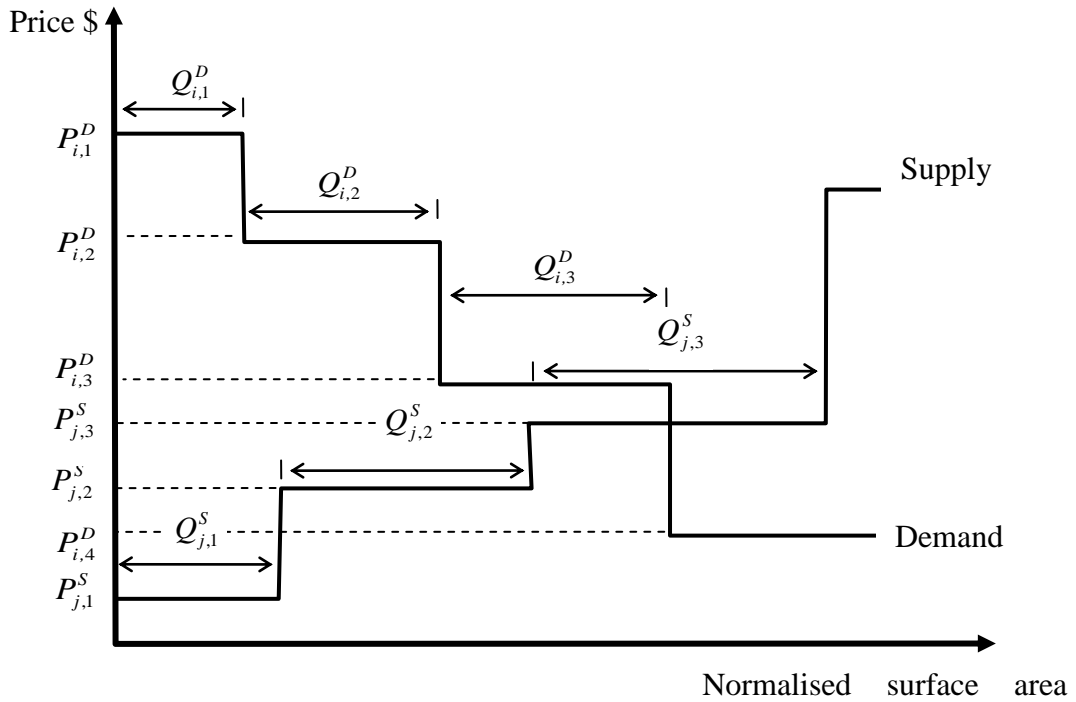 Price $
Q^D_{i,1}
P^D_{i,1}
Supply
Q^D_{i,2}
P^D_{i,2}
Q^D_{i,3}
Q^S_{j,3}
P^D_{i,3}
P^S_{j,3}
Q^S_{j,2}
P^S_{j,2}
Q^S_{j,1}
P^D_{i,4}
Demand
P^S_{j,1}
Normalised surface area